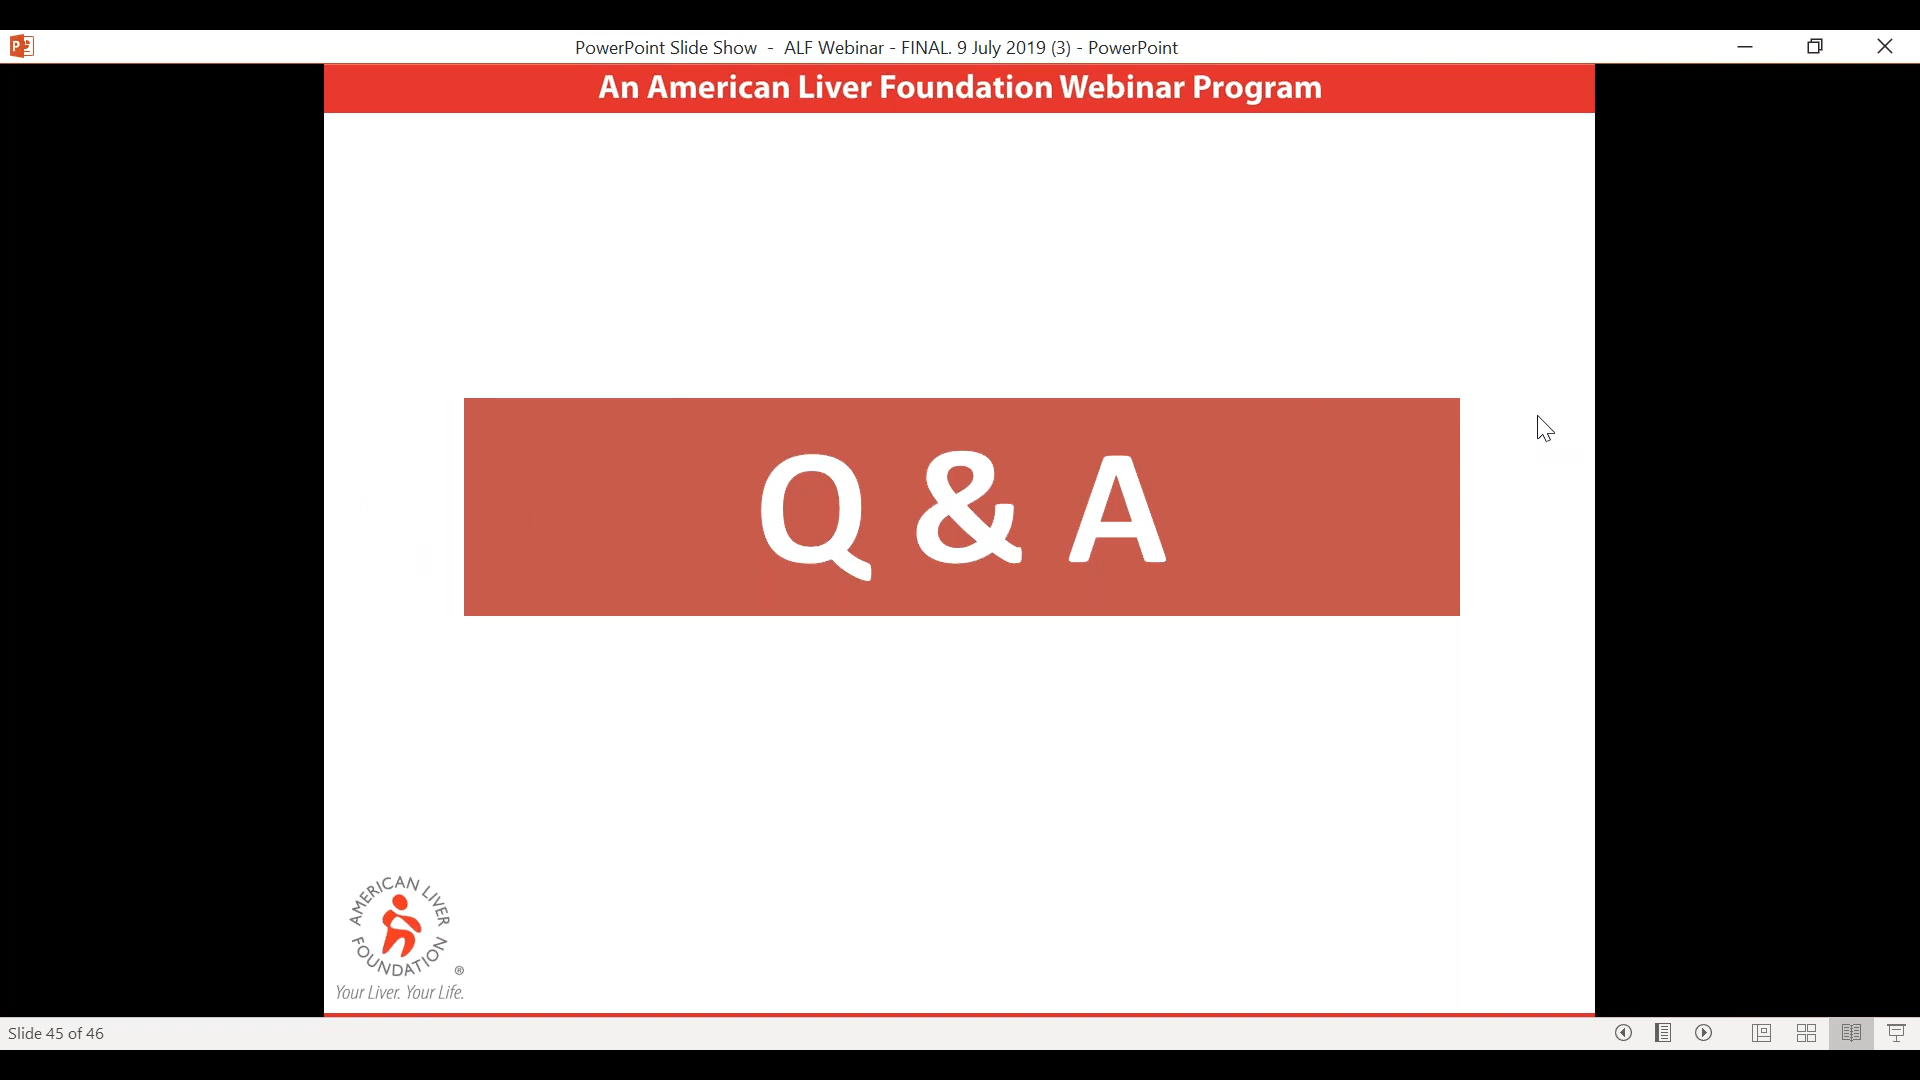 PowerPoint Slide Show - ALF Webinar - FINAL. 9 July 2019 (3) - PowerPoint
An American Liver Foundation Webinar Program
Q & A
AMERICAN LIVER FOUNDATION ®
Your Liver. Your Life.
Slide 45 of 46